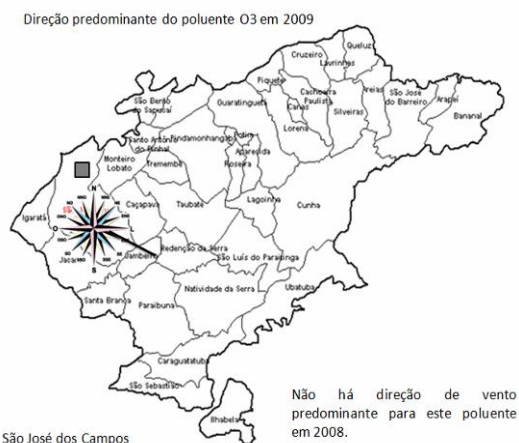 Direção predominante do poluente O3 em 2009
Queluz
Cruzeiro
Lavrinhas
Piquete
Areias
São José
do Barreiro
Arapeí
Bananal
Cachoeira
Paulista
Canas
Silveiras
Lorena
Guaratinguetá
São Bento
do Sapucaí
Santo Antônio
do Pinhal
Pindamonhangaba
Potim
Aparecida
Roseira
Monteiro
Lobato
Tremembé
Caçapava
Taubaté
Lagoinha
Cunha
Igaratá
N
O
L
S
Jambeiro
Redenção da Serra
São Luís do Paraitinga
Santa Branca
Paraibuna
Natividade da Serra
Ubatuba
Caraguatatuba
São Sebastião
Ilhabela
Não há direção de vento
predominante para este poluente
em 2008.
São José dos Campos